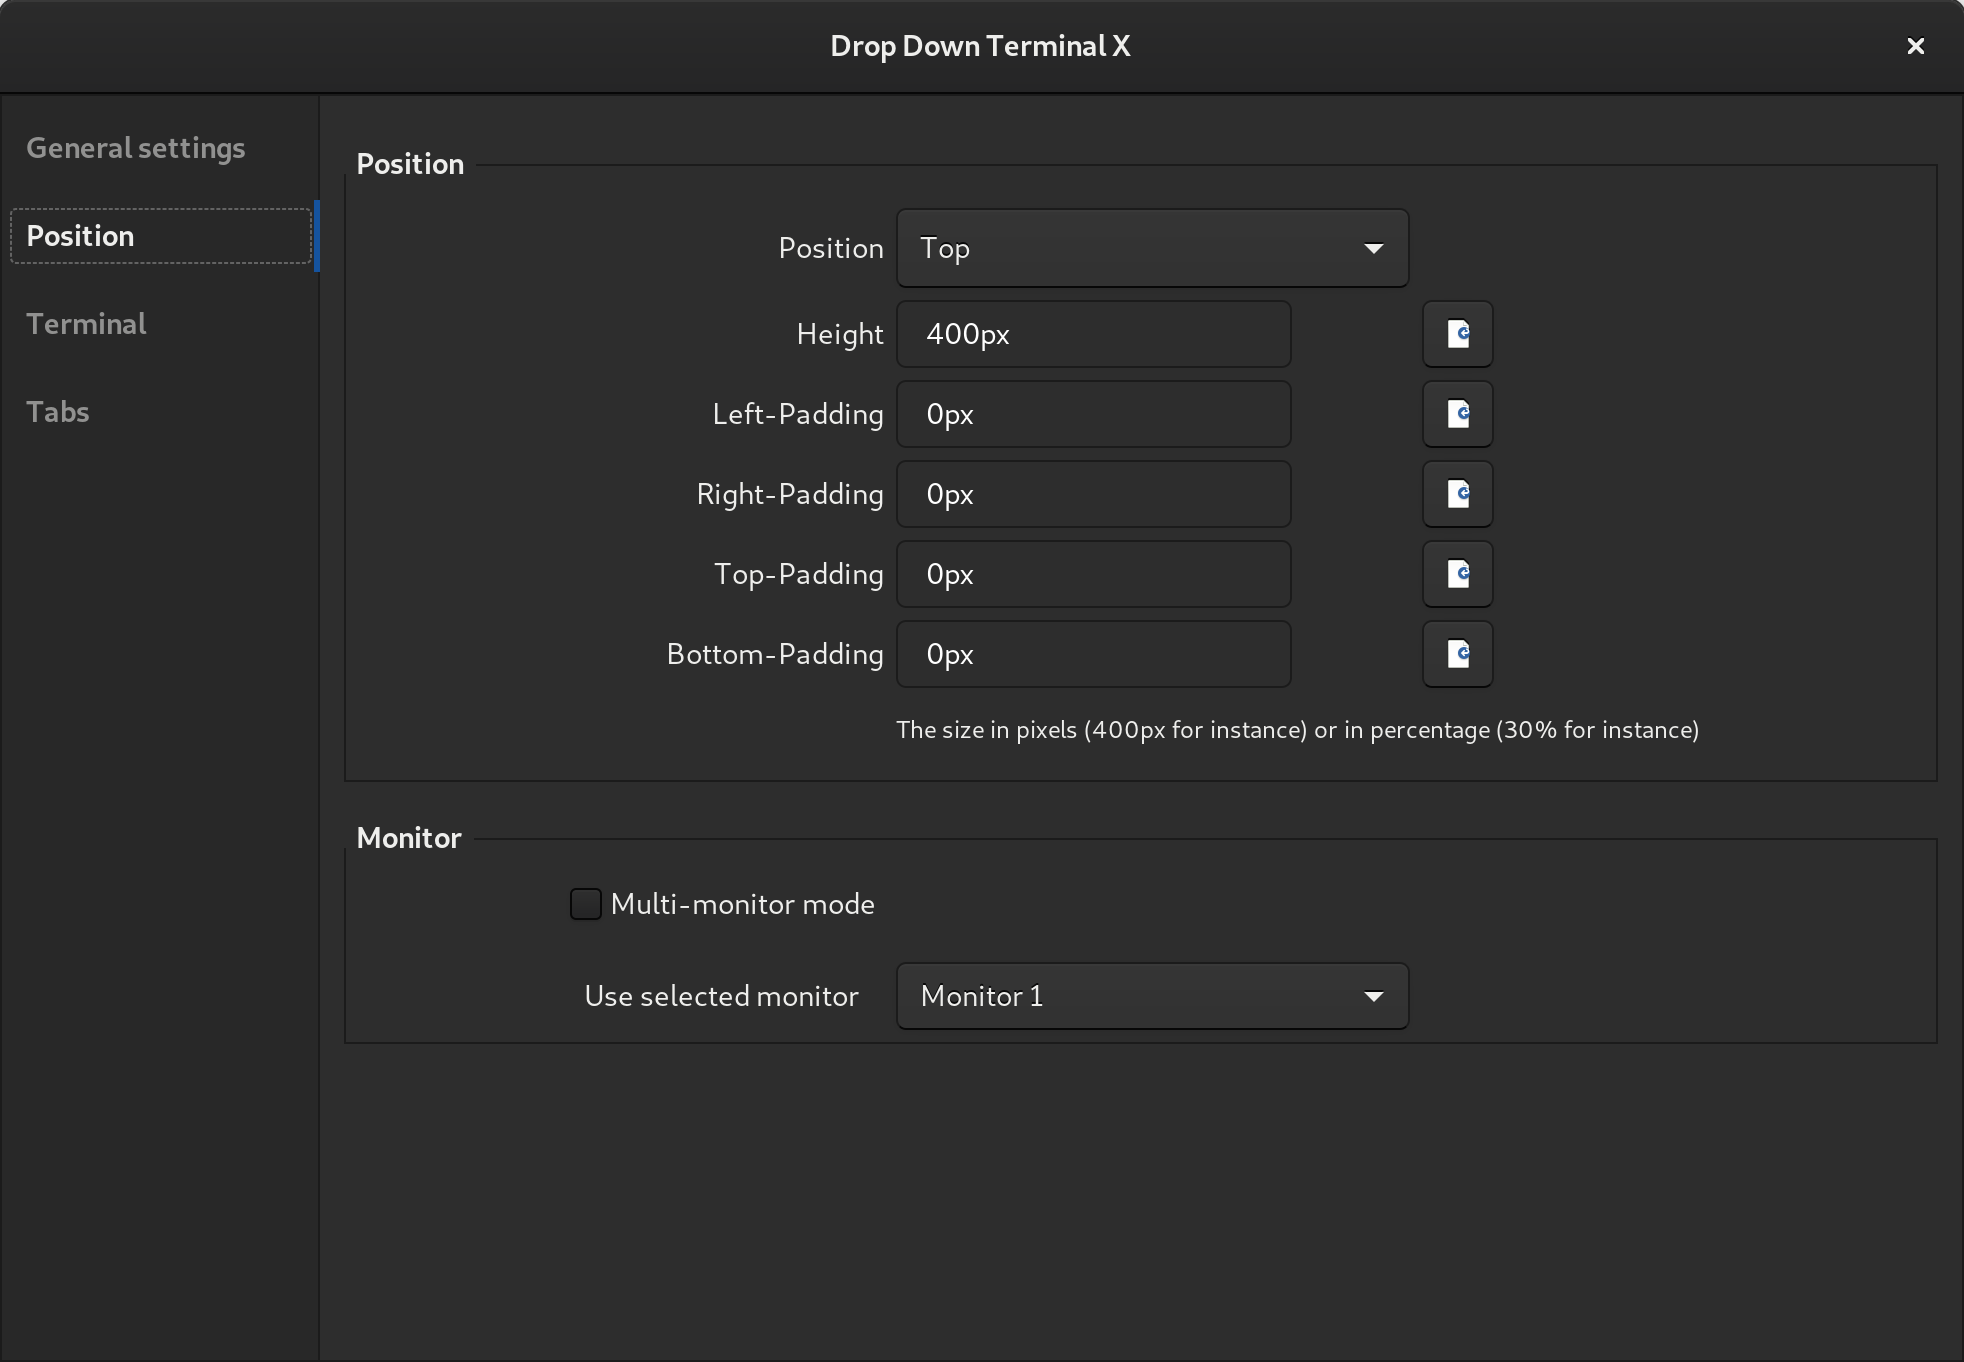 Drop Down Terminal X
General settings
Position
Terminal
Tabs
Position
Position Top
Height 400px
Left-Padding 0px
Right-Padding 0px
Top-Padding 0px
Bottom-Padding 0px
The size in pixels (400px for instance) or in percentage (30% for instance)
Monitor
Multi-monitor mode
Use selected monitor Monitor 1